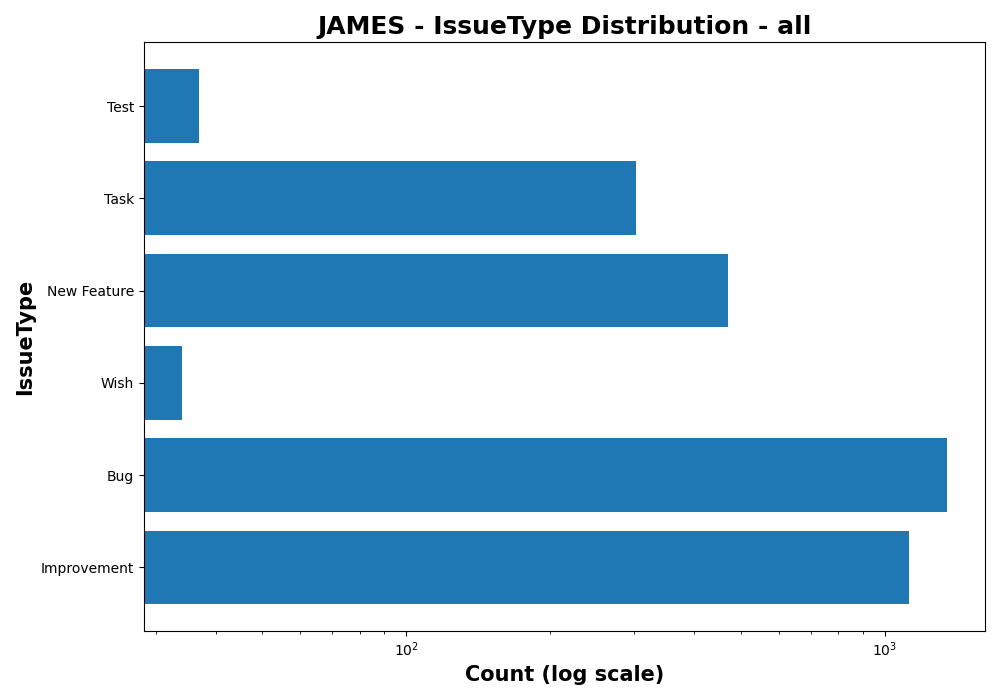 JAMES - IssueType Distribution - all
IssueType
Test
Task
New Feature
Wish
Bug
Improvement
10²
10³
Count (log scale)